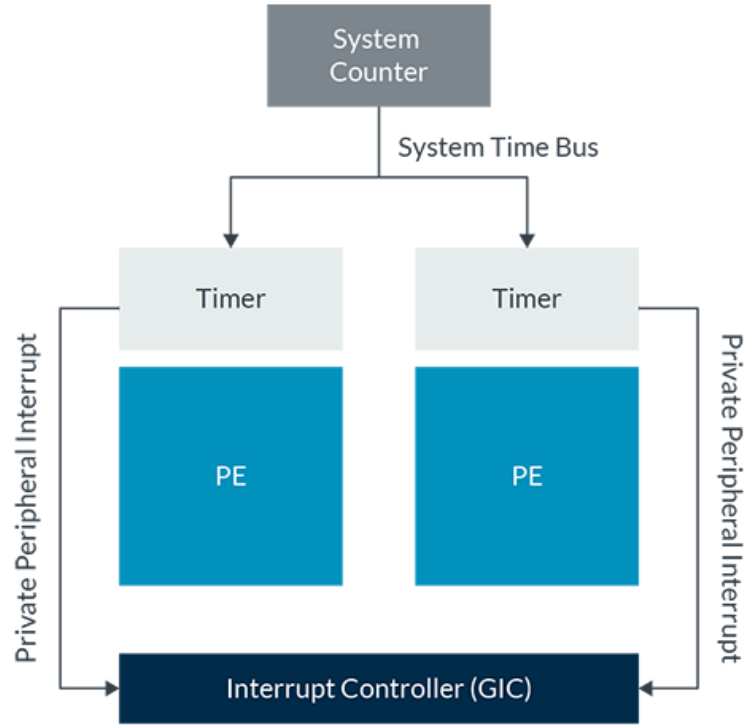 System
Counter
System Time Bus
Timer
Timer
Private Peripheral Interrupt
Private Peripheral Interrupt
PE
PE
Interrupt Controller (GIC)